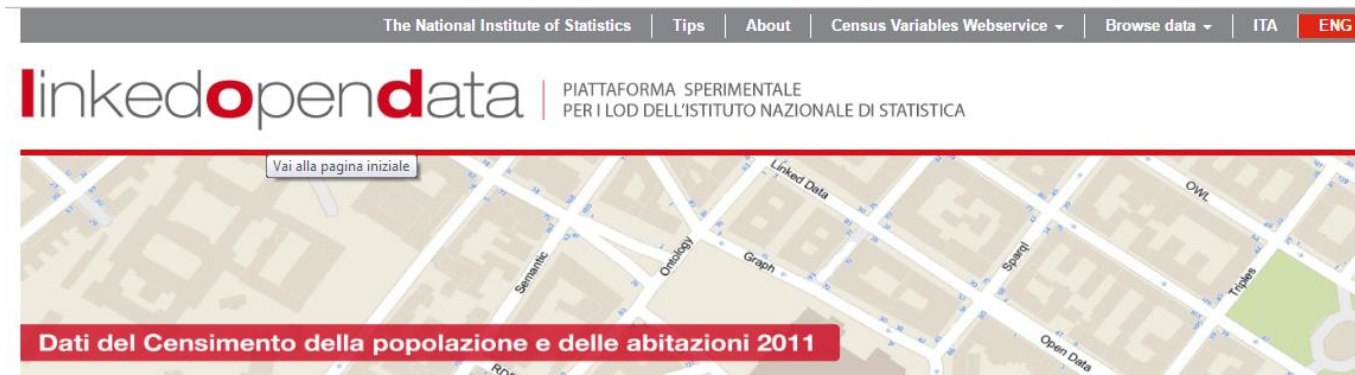 The National Institute of Statistics | Tips | About | Census Variables Webservice | Browse data | ITA | ENG
linkedopendata
PIATTAFORMA SPERIMENTALE
PER I LOD DELL'ISTITUTO NAZIONALE DI STATISTICA
Vai alla pagina iniziale
Linked Data
OWL
Semantic
Ontology
Graph
Sparql
Triples
Dati del Censimento della popolazione e delle abitazioni 2011
Open Data